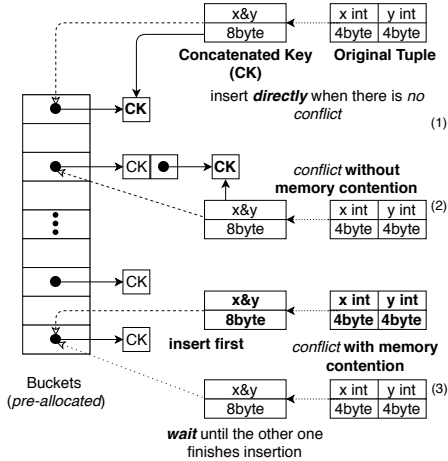 x&y
x int y int
8byte
4byte 4byte
Concatenated Key (CK)
Original Tuple
insert directly when there is no conflict
(1)
CK
CK
CK
conflict without memory contention
x&y
x int y int
(2)
8byte
4byte 4byte
CK
x&y
x int y int
8byte
4byte 4byte
insert first
conflict with memory contention
CK
Buckets
(pre-allocated)
x&y
x int y int
(3)
8byte
4byte 4byte
wait until the other one
finishes insertion